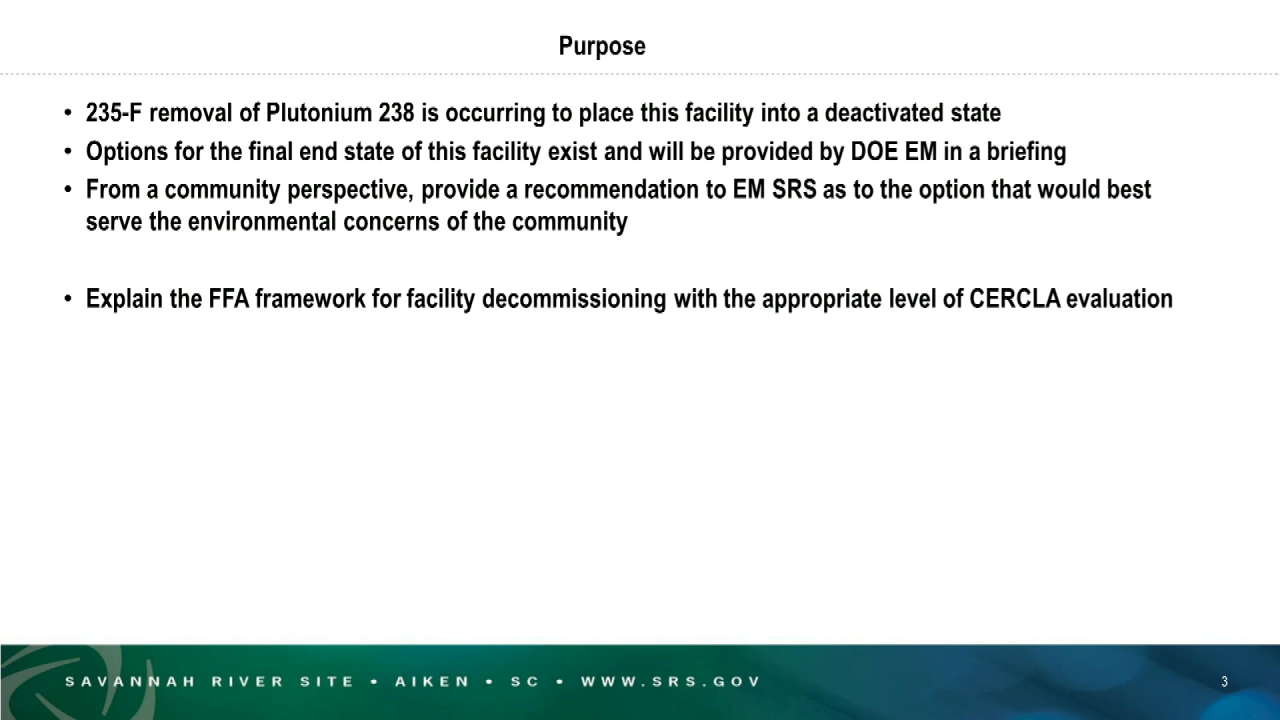 Purpose
• 235-F removal of Plutonium 238 is occurring to place this facility into a deactivated state
• Options for the final end state of this facility exist and will be provided by DOE EM in a briefing
• From a community perspective, provide a recommendation to EM SRS as to the option that would best
serve the environmental concerns of the community
• Explain the FFA framework for facility decommissioning with the appropriate level of CERCLA evaluation
SAVANNAH RIVER SITE • AIKEN • SC • WWW.SRS.GOV
3